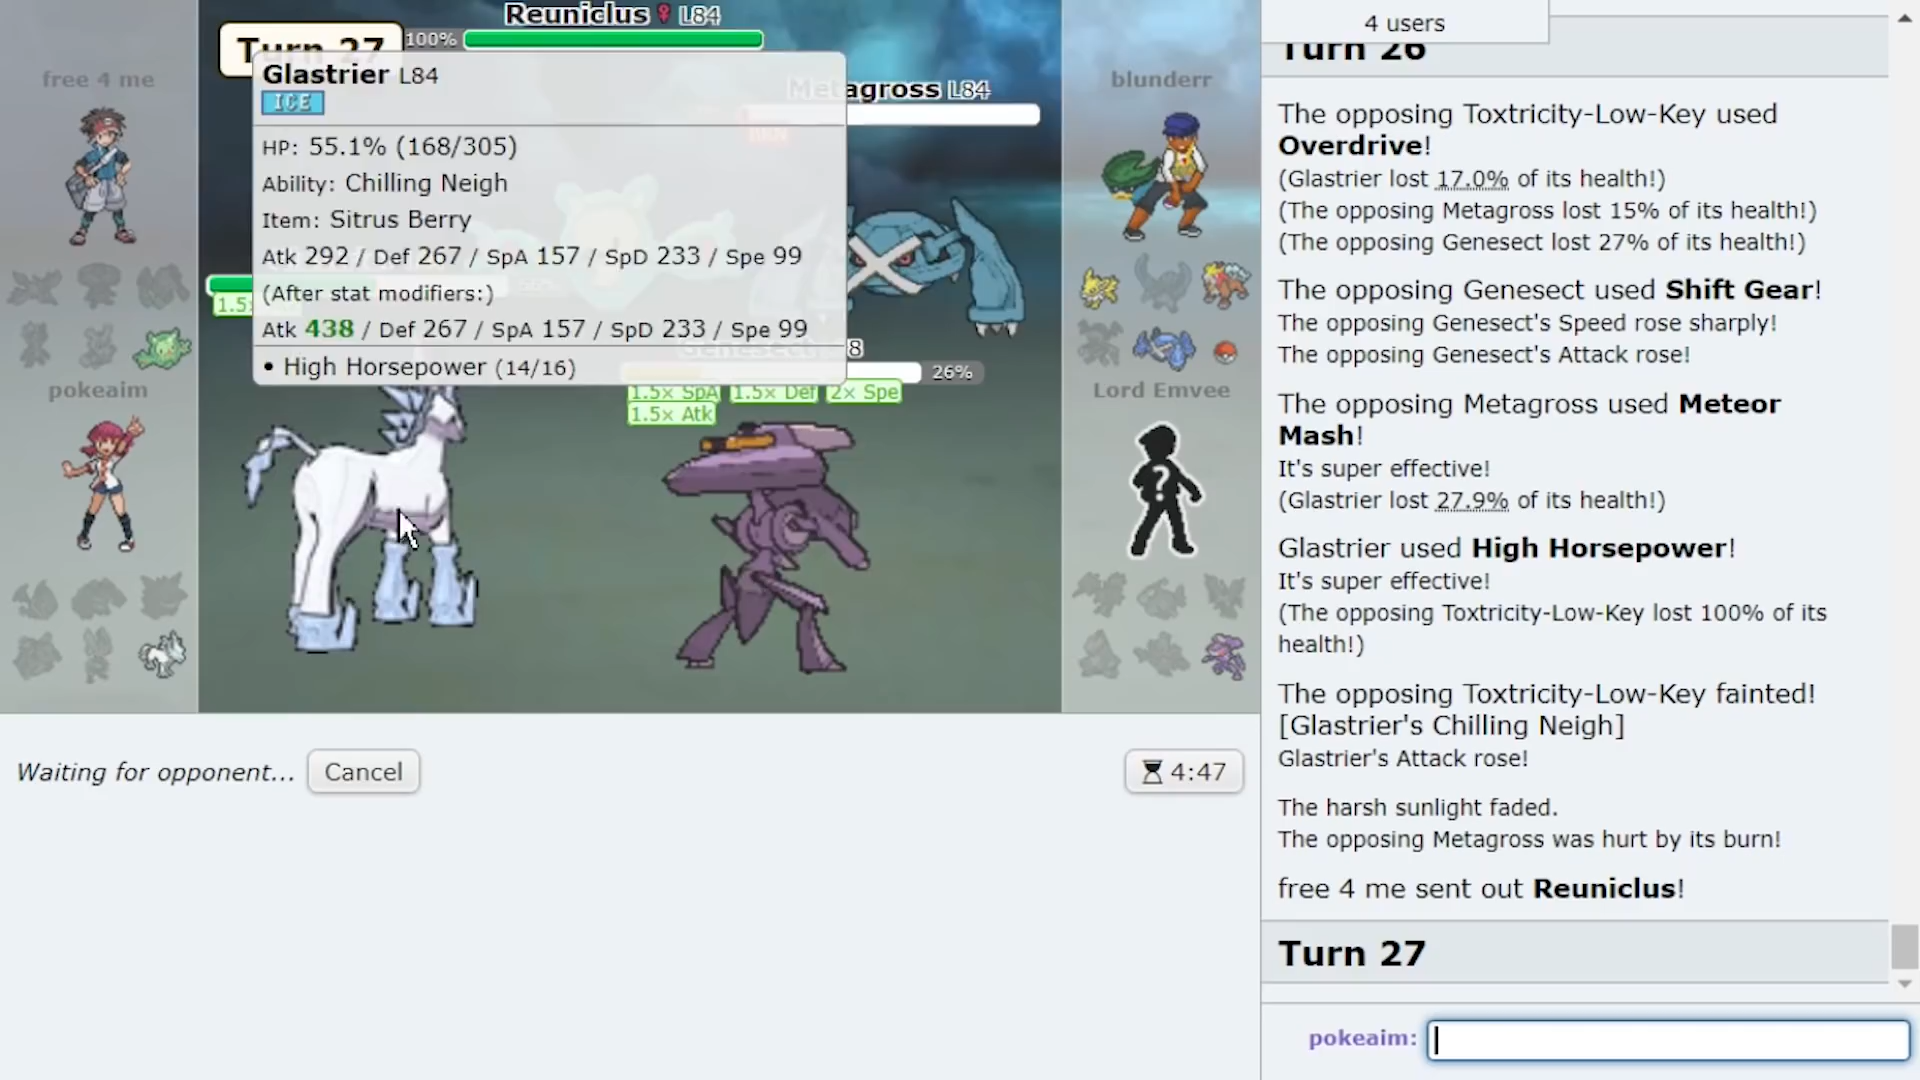 free 4 me
pokeaim
Turn 27
Reuniclus L84
100%
Glastrier L84
ICE
HP: 55.1% (168/305)
Ability: Chilling Neigh
Item: Sitrus Berry
Atk 292 / Def 267 / SpA 157 / SpD 233 / Spe 99
(After stat modifiers:)
Atk 438 / Def 267 / SpA 157 / SpD 233 / Spe 99
• High Horsepower (14/16)
Metagross L84
26%
1.5× SpA 1.5× Def 2× Spe
1.5× Atk
blunderr
Lord Emvee
Waiting for opponent... Cancel
4:47
4 users
Turn 26
The opposing Toxtricity-Low-Key used
Overdrive!
(Glastrier lost 17.0% of its health!)
(The opposing Metagross lost 15% of its health!)
(The opposing Genesect lost 27% of its health!)
The opposing Genesect used Shift Gear!
The opposing Genesect's Speed rose sharply!
The opposing Genesect's Attack rose!
The opposing Metagross used Meteor
Mash!
It's super effective!
(Glastrier lost 27.9% of its health!)
Glastrier used High Horsepower!
It's super effective!
(The opposing Toxtricity-Low-Key lost 100% of its
health!)
The opposing Toxtricity-Low-Key fainted!
[Glastrier's Chilling Neigh]
Glastrier's Attack rose!
The harsh sunlight faded.
The opposing Metagross was hurt by its burn!
free 4 me sent out Reuniclus!
Turn 27
pokeaim: